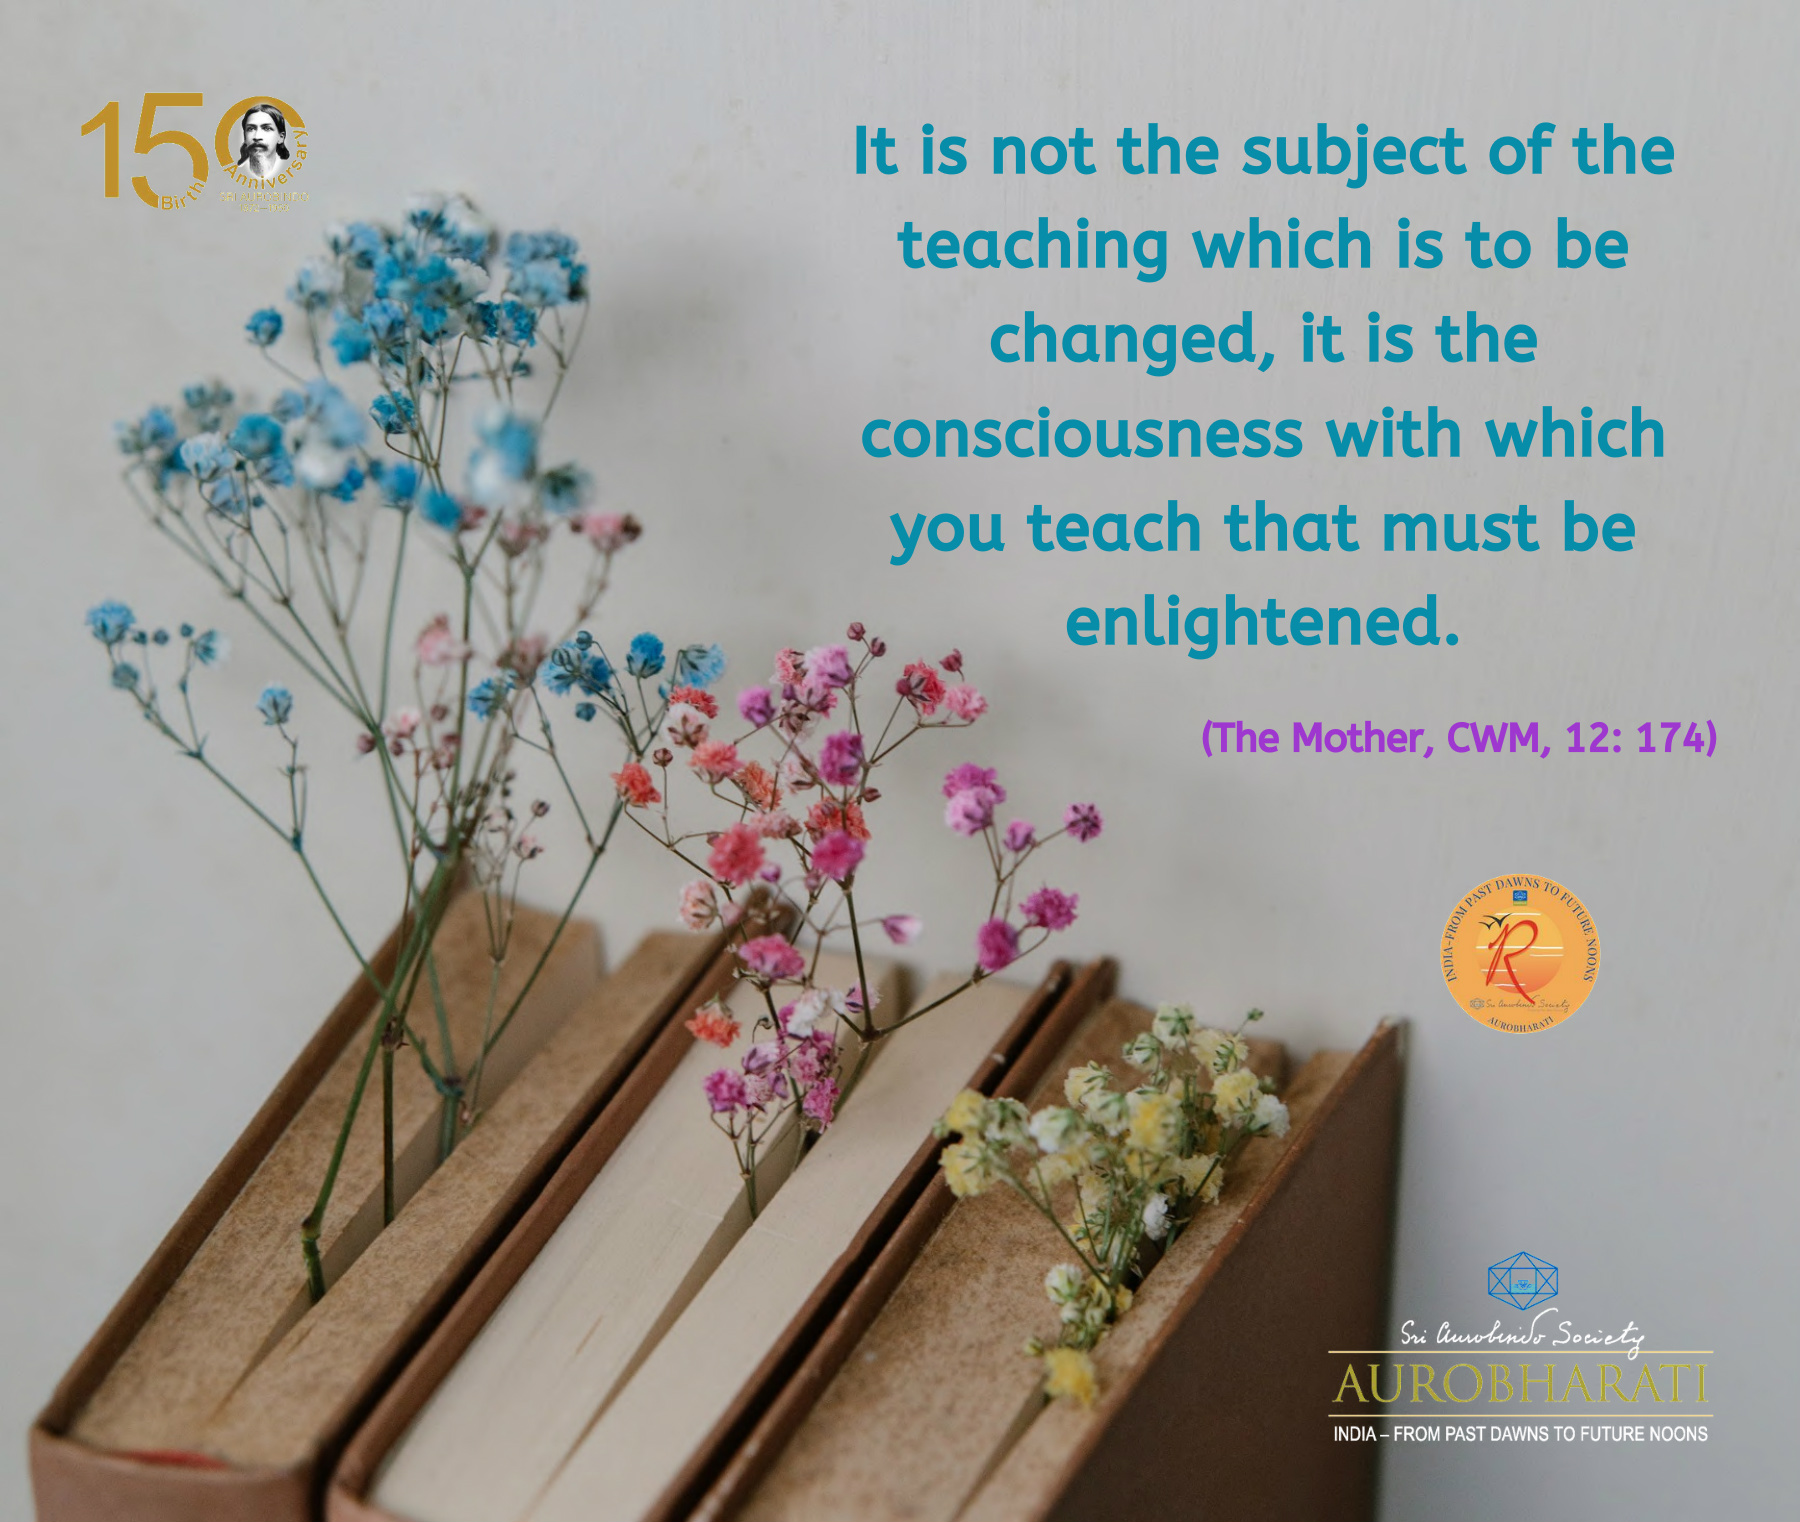 150
Birth Anniversary
SRI AUROBINDO
It is not the subject of the
teaching which is to be
changed, it is the
consciousness with which
you teach that must be
enlightened.
(The Mother, CWM, 12: 174)
INDIA-FROM PAST DAWNS TO FUTURE NOONS
R
Sri Aurobindo Society
AUROBHARATI
Sri Aurobindo Society
AUROBHARATI
INDIA – FROM PAST DAWNS TO FUTURE NOONS